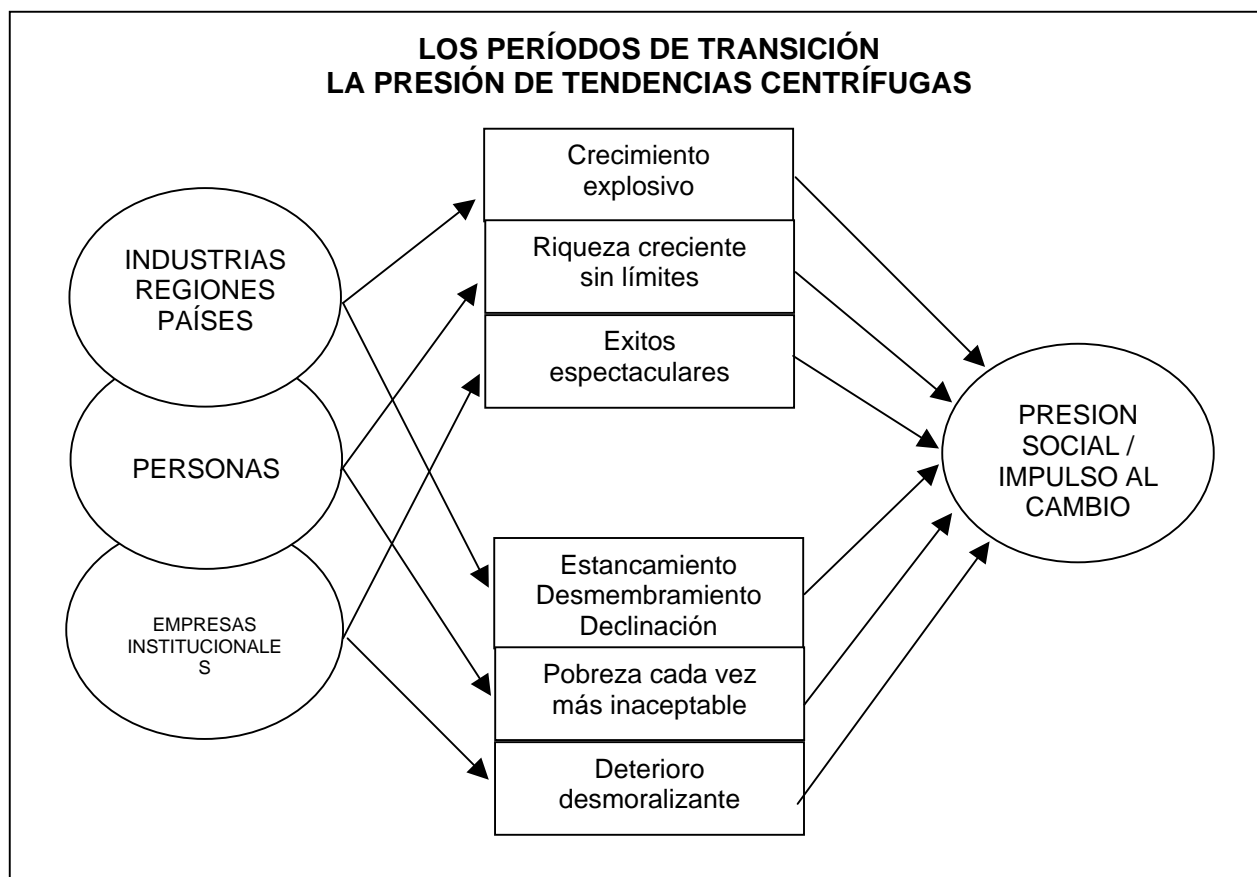 LOS PERÍODOS DE TRANSICIÓN
LA PRESIÓN DE TENDENCIAS CENTRÍFUGAS
INDUSTRIAS
REGIONES
PAÍSES
PERSONAS
EMPRESAS
INSTITUCIONALE
S
Crecimiento
explosivo
Riqueza creciente
sin límites
Exitos
espectaculares
Estancamiento
Desmembramiento
Declinación
Pobreza cada vez
más inaceptable
Deterioro
desmoralizante
PRESION
SOCIAL /
IMPULSO AL
CAMBIO